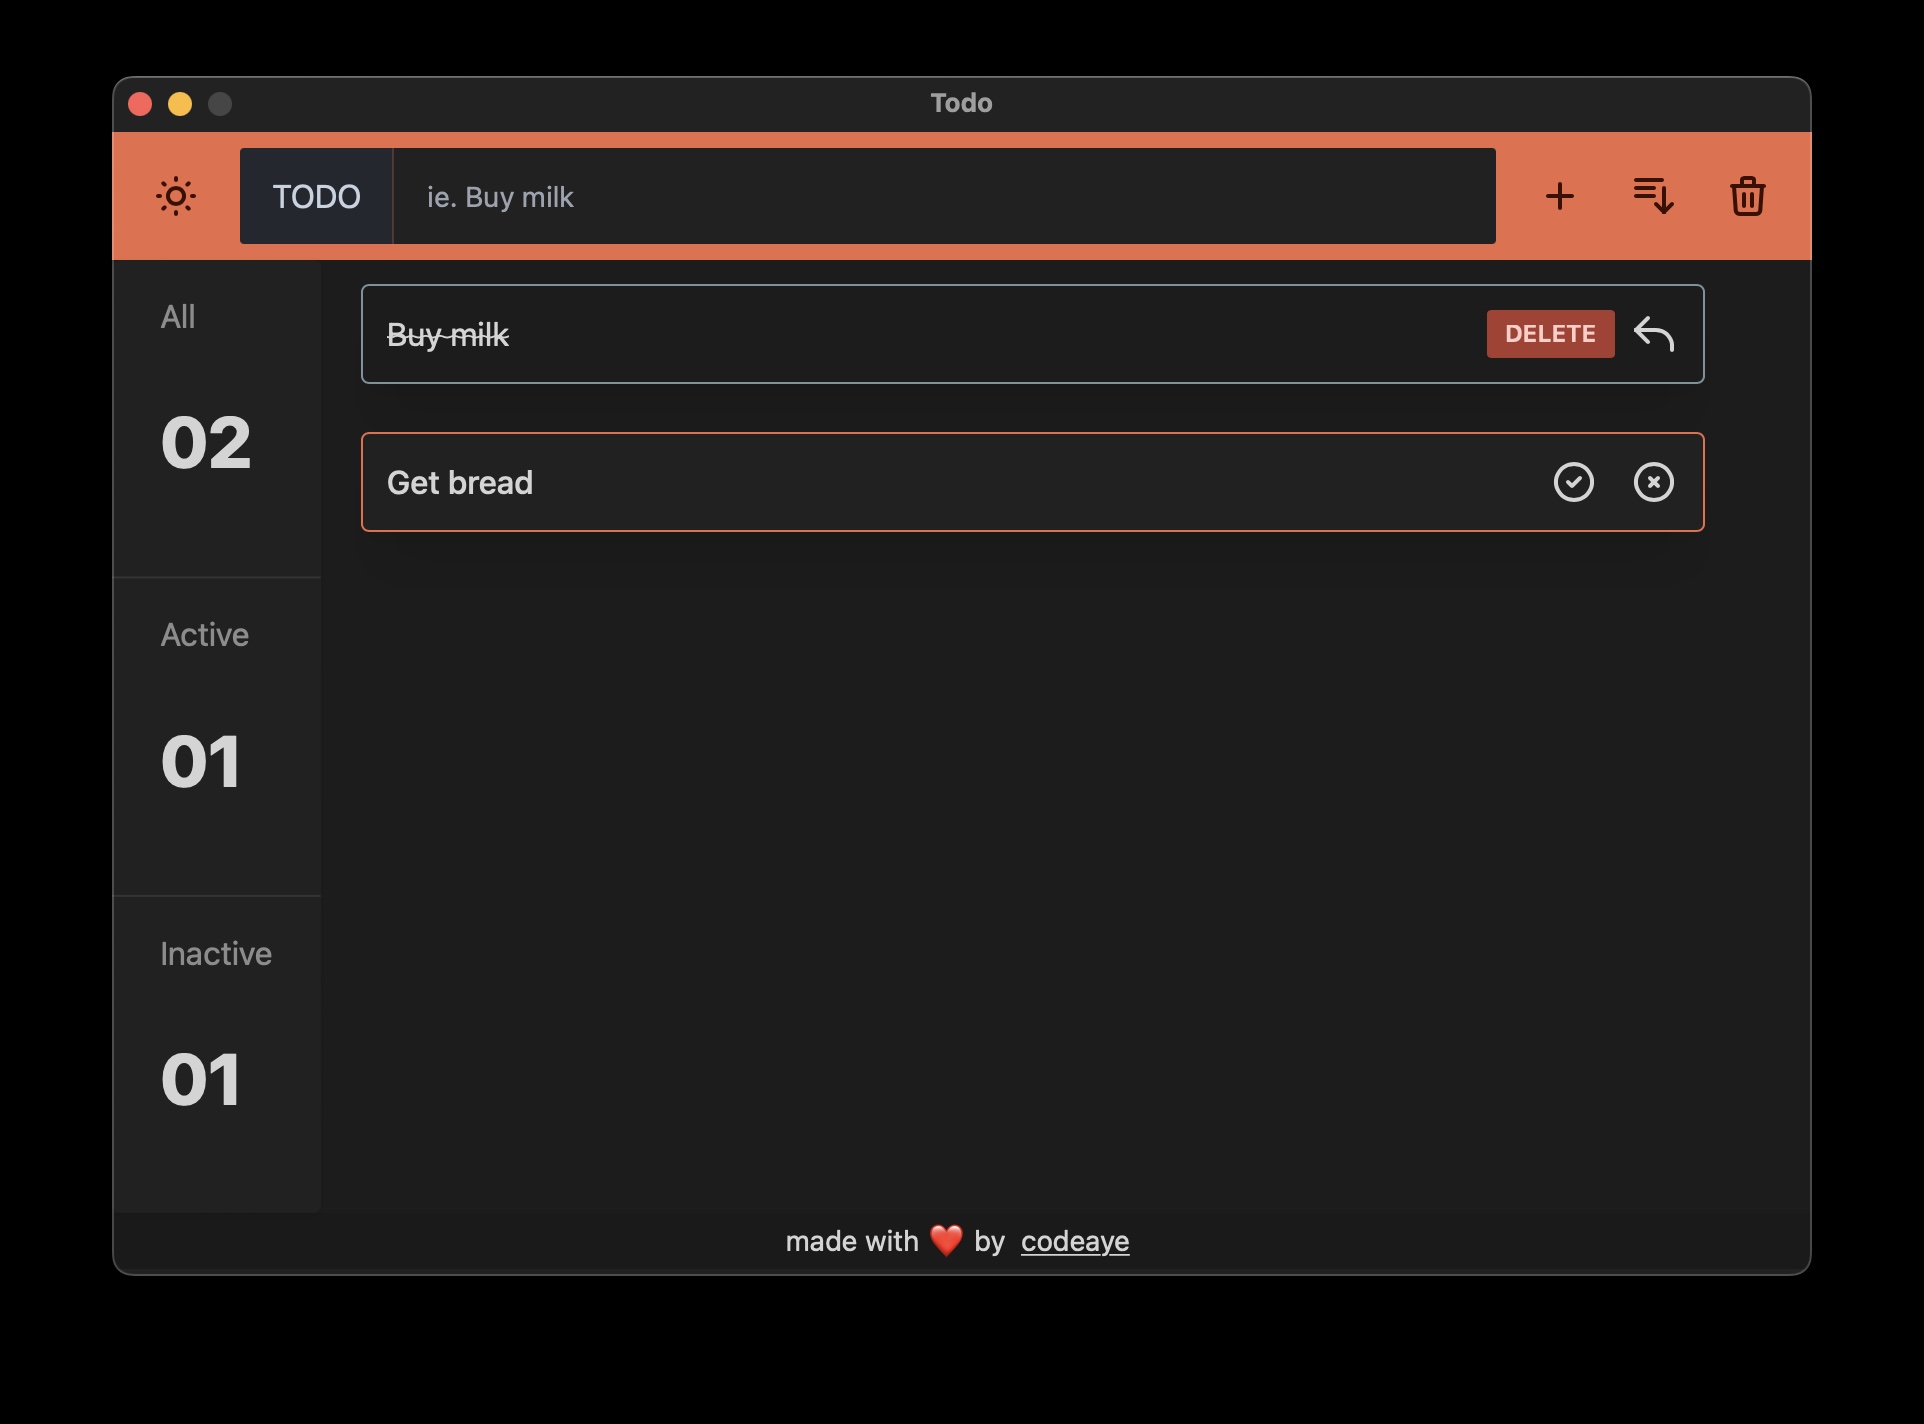 Todo
TODO ie. Buy milk
All
02
Buy milk DELETE
Get bread
Active
01
Inactive
01
made with ❤️ by codeaye